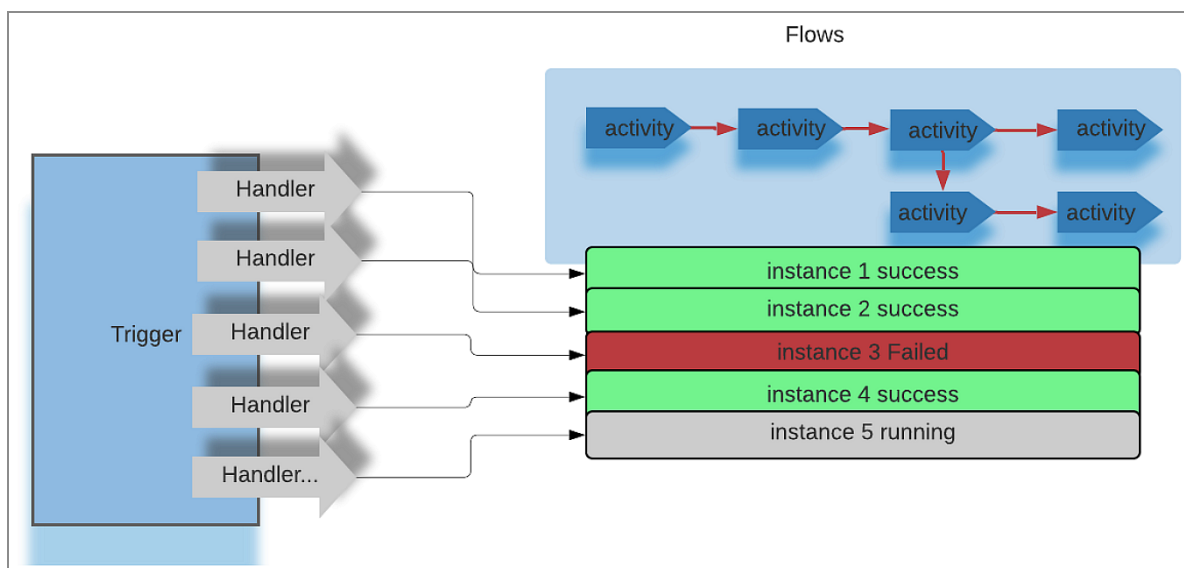 Flows
activity
activity
activity
activity
activity
activity
Handler
Handler
Handler
Handler
Handler...
Trigger
instance 1 success
instance 2 success
instance 3 Failed
instance 4 success
instance 5 running